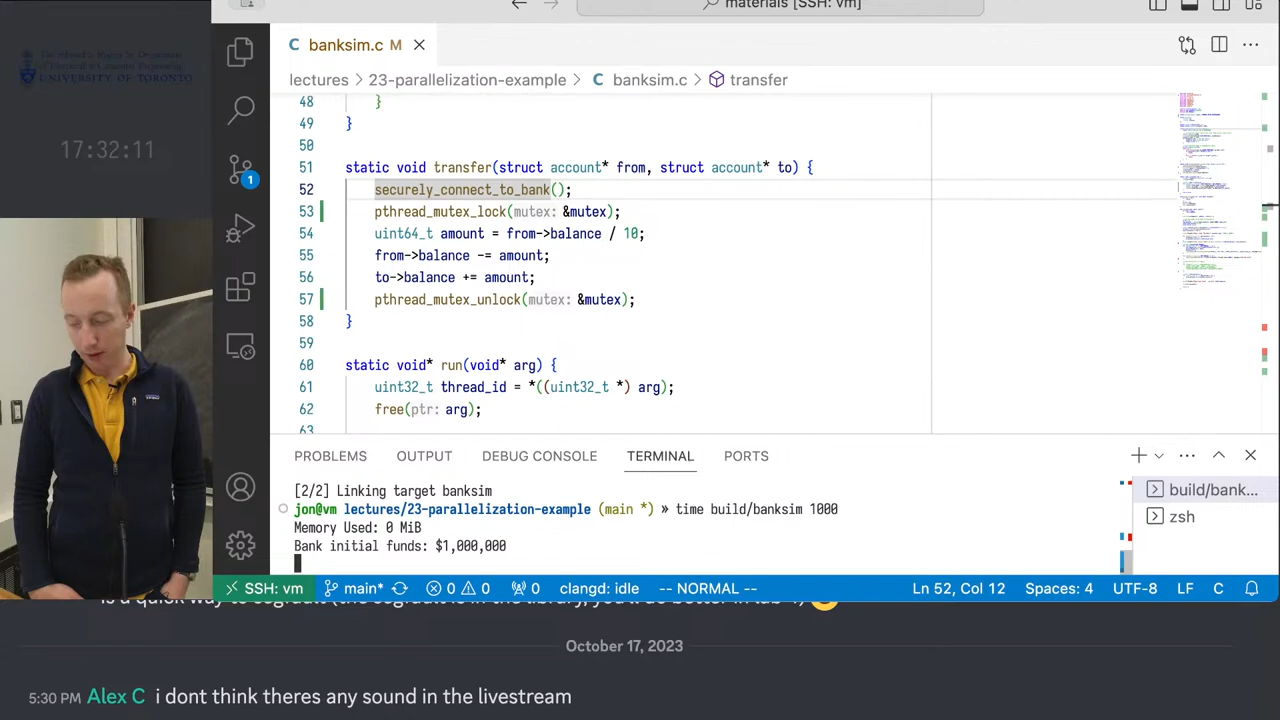 UNIVERSITY OF TORONTO
17:32:11
materials [SSH: vm]
banksim.c M
lectures > 23-parallelization-example > C banksim.c > transfer
48 }
49 }
50
51 static void transfer(struct account* from, struct account* to) {
52 securely_connect_to_bank();
53 pthread_mutex_lock(mutex: &mutex);
54 uint64_t amount = from->balance / 10;
55 from->balance -= amount;
56 to->balance += amount;
57 pthread_mutex_unlock(mutex: &mutex);
58 }
59
60 static void* run(void* arg) {
61 uint32_t thread_id = *((uint32_t *) arg);
62 free(ptr: arg);
63
1
PROBLEMS OUTPUT DEBUG CONSOLE TERMINAL PORTS
[2/2] Linking target banksim
jon@vm lectures/23-parallelization-example (main *) » time build/banksim 1000
Memory Used: 0 MiB
Bank initial funds: $1,000,000
build/bank...
zsh
SSH: vm main* 0 0 0 clangd: idle -- NORMAL -- Ln 52, Col 12 Spaces: 4 UTF-8 LF C
October 17, 2023
5:30 PM Alex C i dont think theres any sound in the livestream